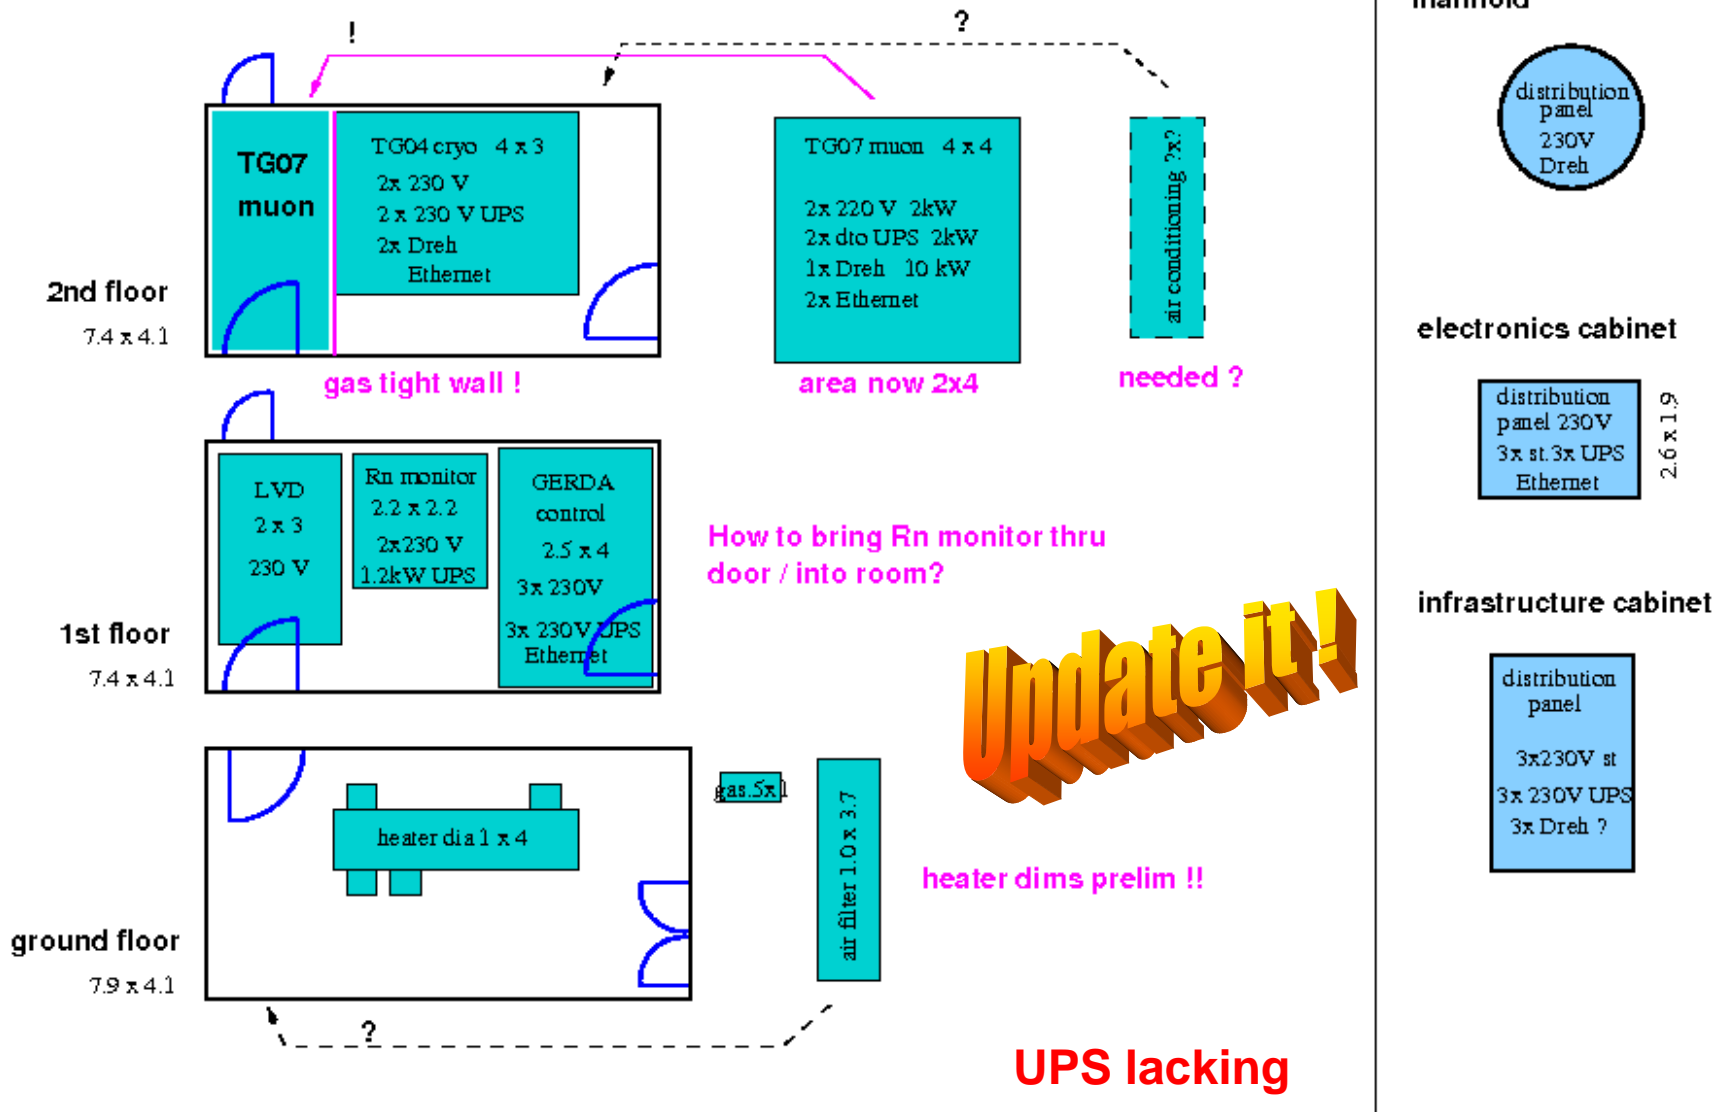 manifold
!
?
distribution
panel
230V
Dreh
TG07
muon
TG04 cryo 4 x 3
2x 230 V
2 x 230 V UPS
2x Dreh
Ethernet
TG07 muon 4 x 4
2x 220 V 2kW
2x dto UPS 2kW
1x Dreh 10 kW
2x Ethernet
air conditioning ?x?
2nd floor
7.4 x 4.1
gas tight wall !
area now 2x4
needed ?
electronics cabinet
distribution
panel 230V
3x st.3x UPS
Ethernet
2.6 x 1.9
LVD
2 x 3
230 V
Rn monitor
2.2 x 2.2
2x230 V
1.2kW UPS
GERDA
control
2.5 x 4
3x 230V
3x 230V UPS
Ethernet
How to bring Rn monitor thru
door / into room?
1st floor
7.4 x 4.1
Update it !
infrastructure cabinet
distribution
panel
3x230V st
3x 230V UPS
3x Dreh ?
heater dia 1 x 4
gas.5x1
air filter 1.0 x 3.7
heater dims prelim !!
ground floor
7.9 x 4.1
?
UPS lacking